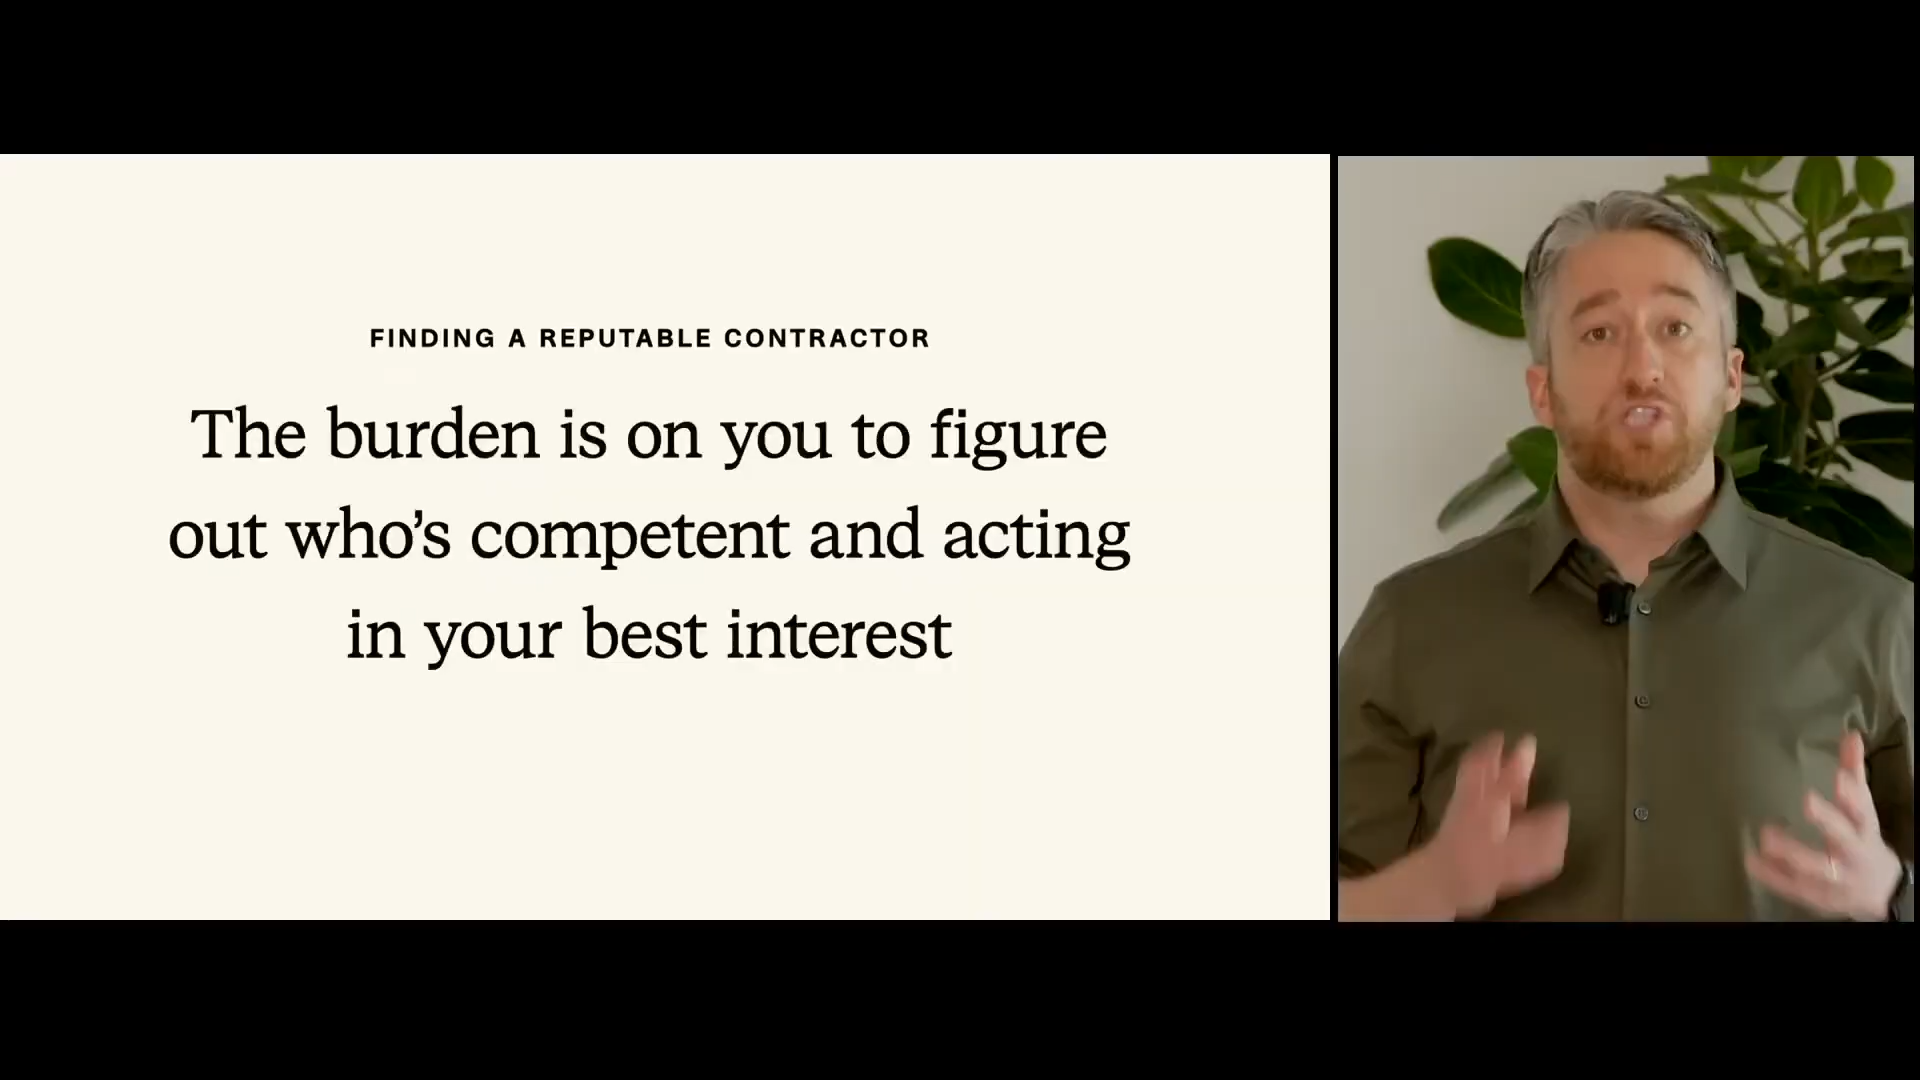 FINDING A REPUTABLE CONTRACTOR
The burden is on you to figure
out who’s competent and acting
in your best interest